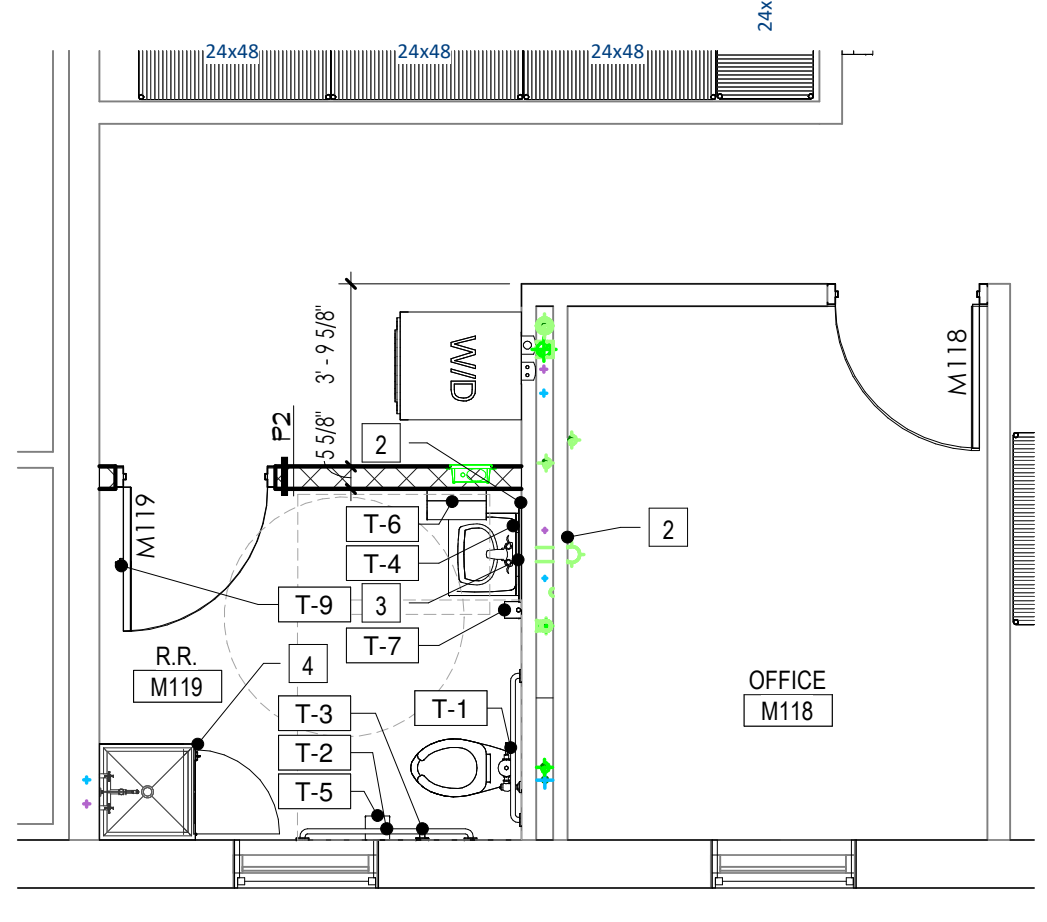 24x
24x48
24x48
24x48
3' - 9 5/8"
W/D
M118
P2
5 5/8"
2
M119
T-6
2
T-4
T-9
3
T-7
R.R.
M119
4
OFFICE
M118
T-3
T-1
T-2
T-5